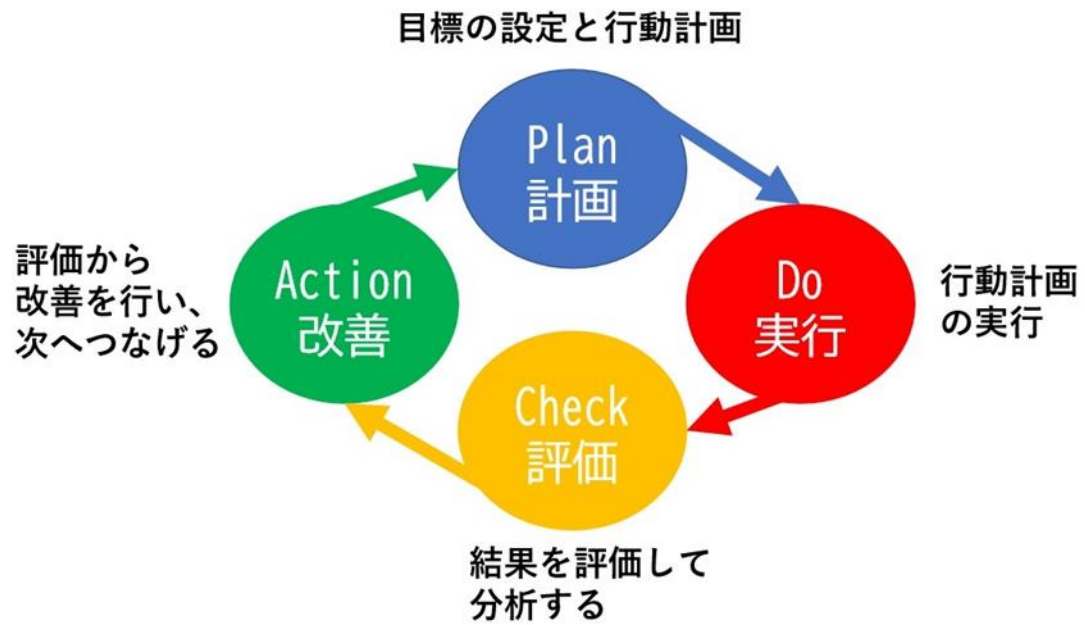 目標の設定と行動計画
Plan
計画
Do
実行
行動計画
の実行
Check
評価
結果を評価して
分析する
Action
改善
評価から
改善を行い、
次へつなげる